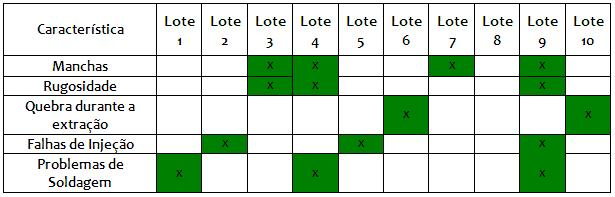 Característica Lote 1 Lote 2 Lote 3 Lote 4 Lote 5 Lote 6 Lote 7 Lote 8 Lote 9 Lote 10
Manchas x x x x
Rugosidade x x x
Quebra durante a
extração x x
Falhas de Injeção x x x
Problemas de
Soldagem x x x